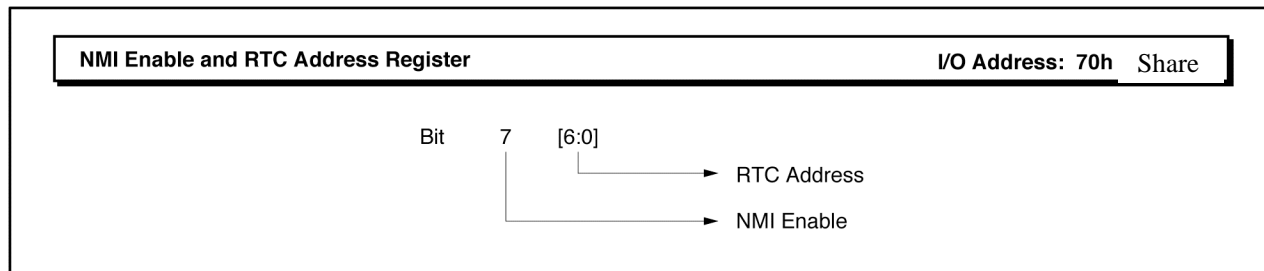 NMI Enable and RTC Address Register I/O Address: 70h Share
Bit 7 [6:0]
RTC Address
NMI Enable